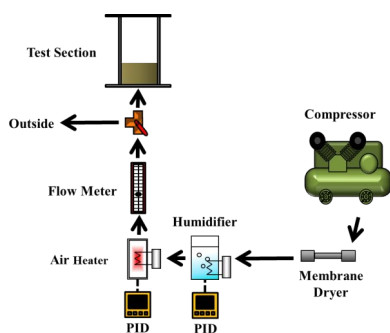 Test Section
Compressor
Outside
Flow Meter
Humidifier
Air Heater
Membrane
Dryer
PID
PID